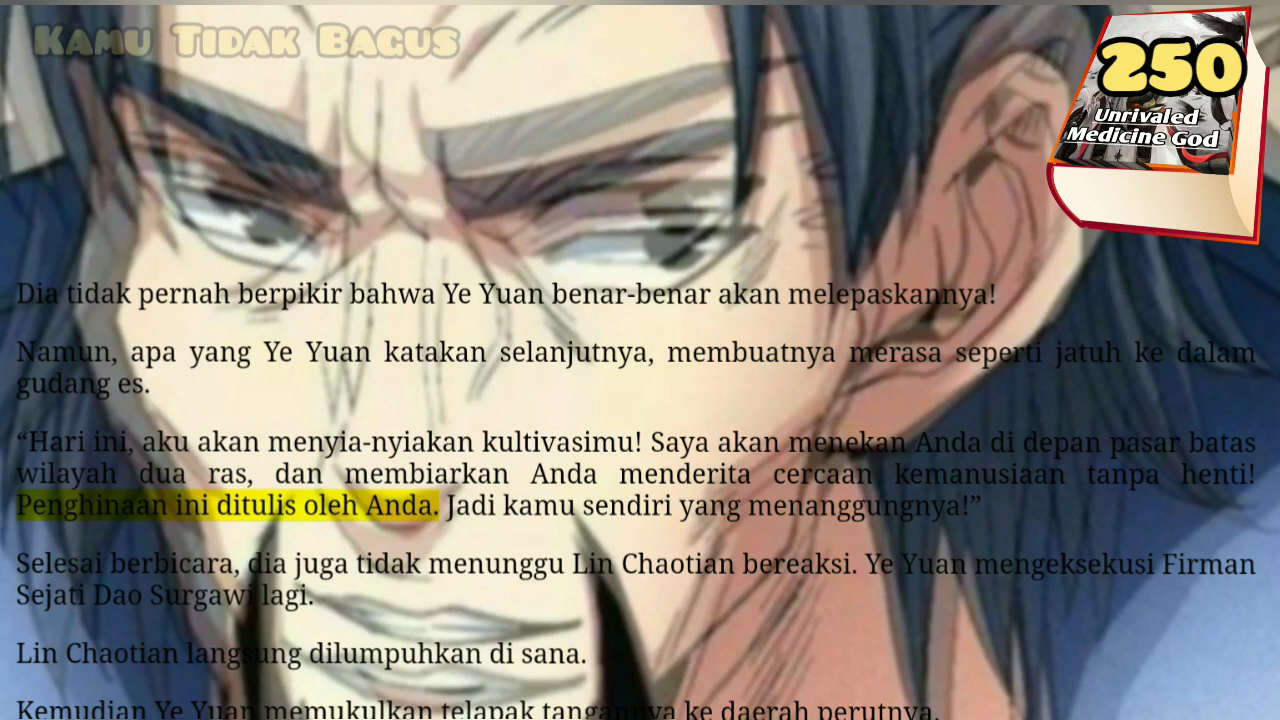 Kamu Tidak Bagus
250
Unrivaled
Medicine God
Dia tidak pernah berpikir bahwa Ye Yuan benar-benar akan melepaskannya!
Namun, apa yang Ye Yuan katakan selanjutnya, membuatnya merasa seperti jatuh ke dalam
gudang es.
“Hari ini, aku akan menyia-nyiakan kultivasimu! Saya akan menekan Anda di depan pasar batas
wilayah dua ras, dan membiarkan Anda menderita cercaan kemanusiaan tanpa henti!
Penghinaan ini ditulis oleh Anda. Jadi kamu sendiri yang menanggungnya!”
Selesai berbicara, dia juga tidak menunggu Lin Chaotian bereaksi. Ye Yuan mengeksekusi Firman
Sejati Dao Surgawi lagi.
Lin Chaotian langsung dilumpuhkan di sana.
Kemudian Ye Yuan memukulkan telapak tangannya ke daerah perutnya.